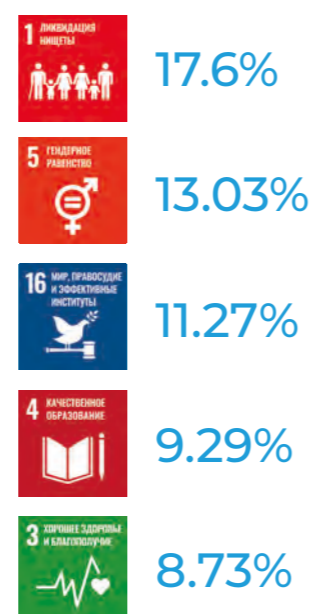 1 ЛИКВИДАЦИЯ
НИЩЕТЫ
17.6%
5 ГЕНДЕРНОЕ
РАВЕНСТВО
13.03%
16 МИР, ПРАВОСУДИЕ
И ЭФФЕКТИВНЫЕ
ИНСТИТУТЫ
11.27%
4 КАЧЕСТВЕННОЕ
ОБРАЗОВАНИЕ
9.29%
3 ХОРОШЕЕ ЗДОРОВЬЕ
И БЛАГОПОЛУЧИЕ
8.73%